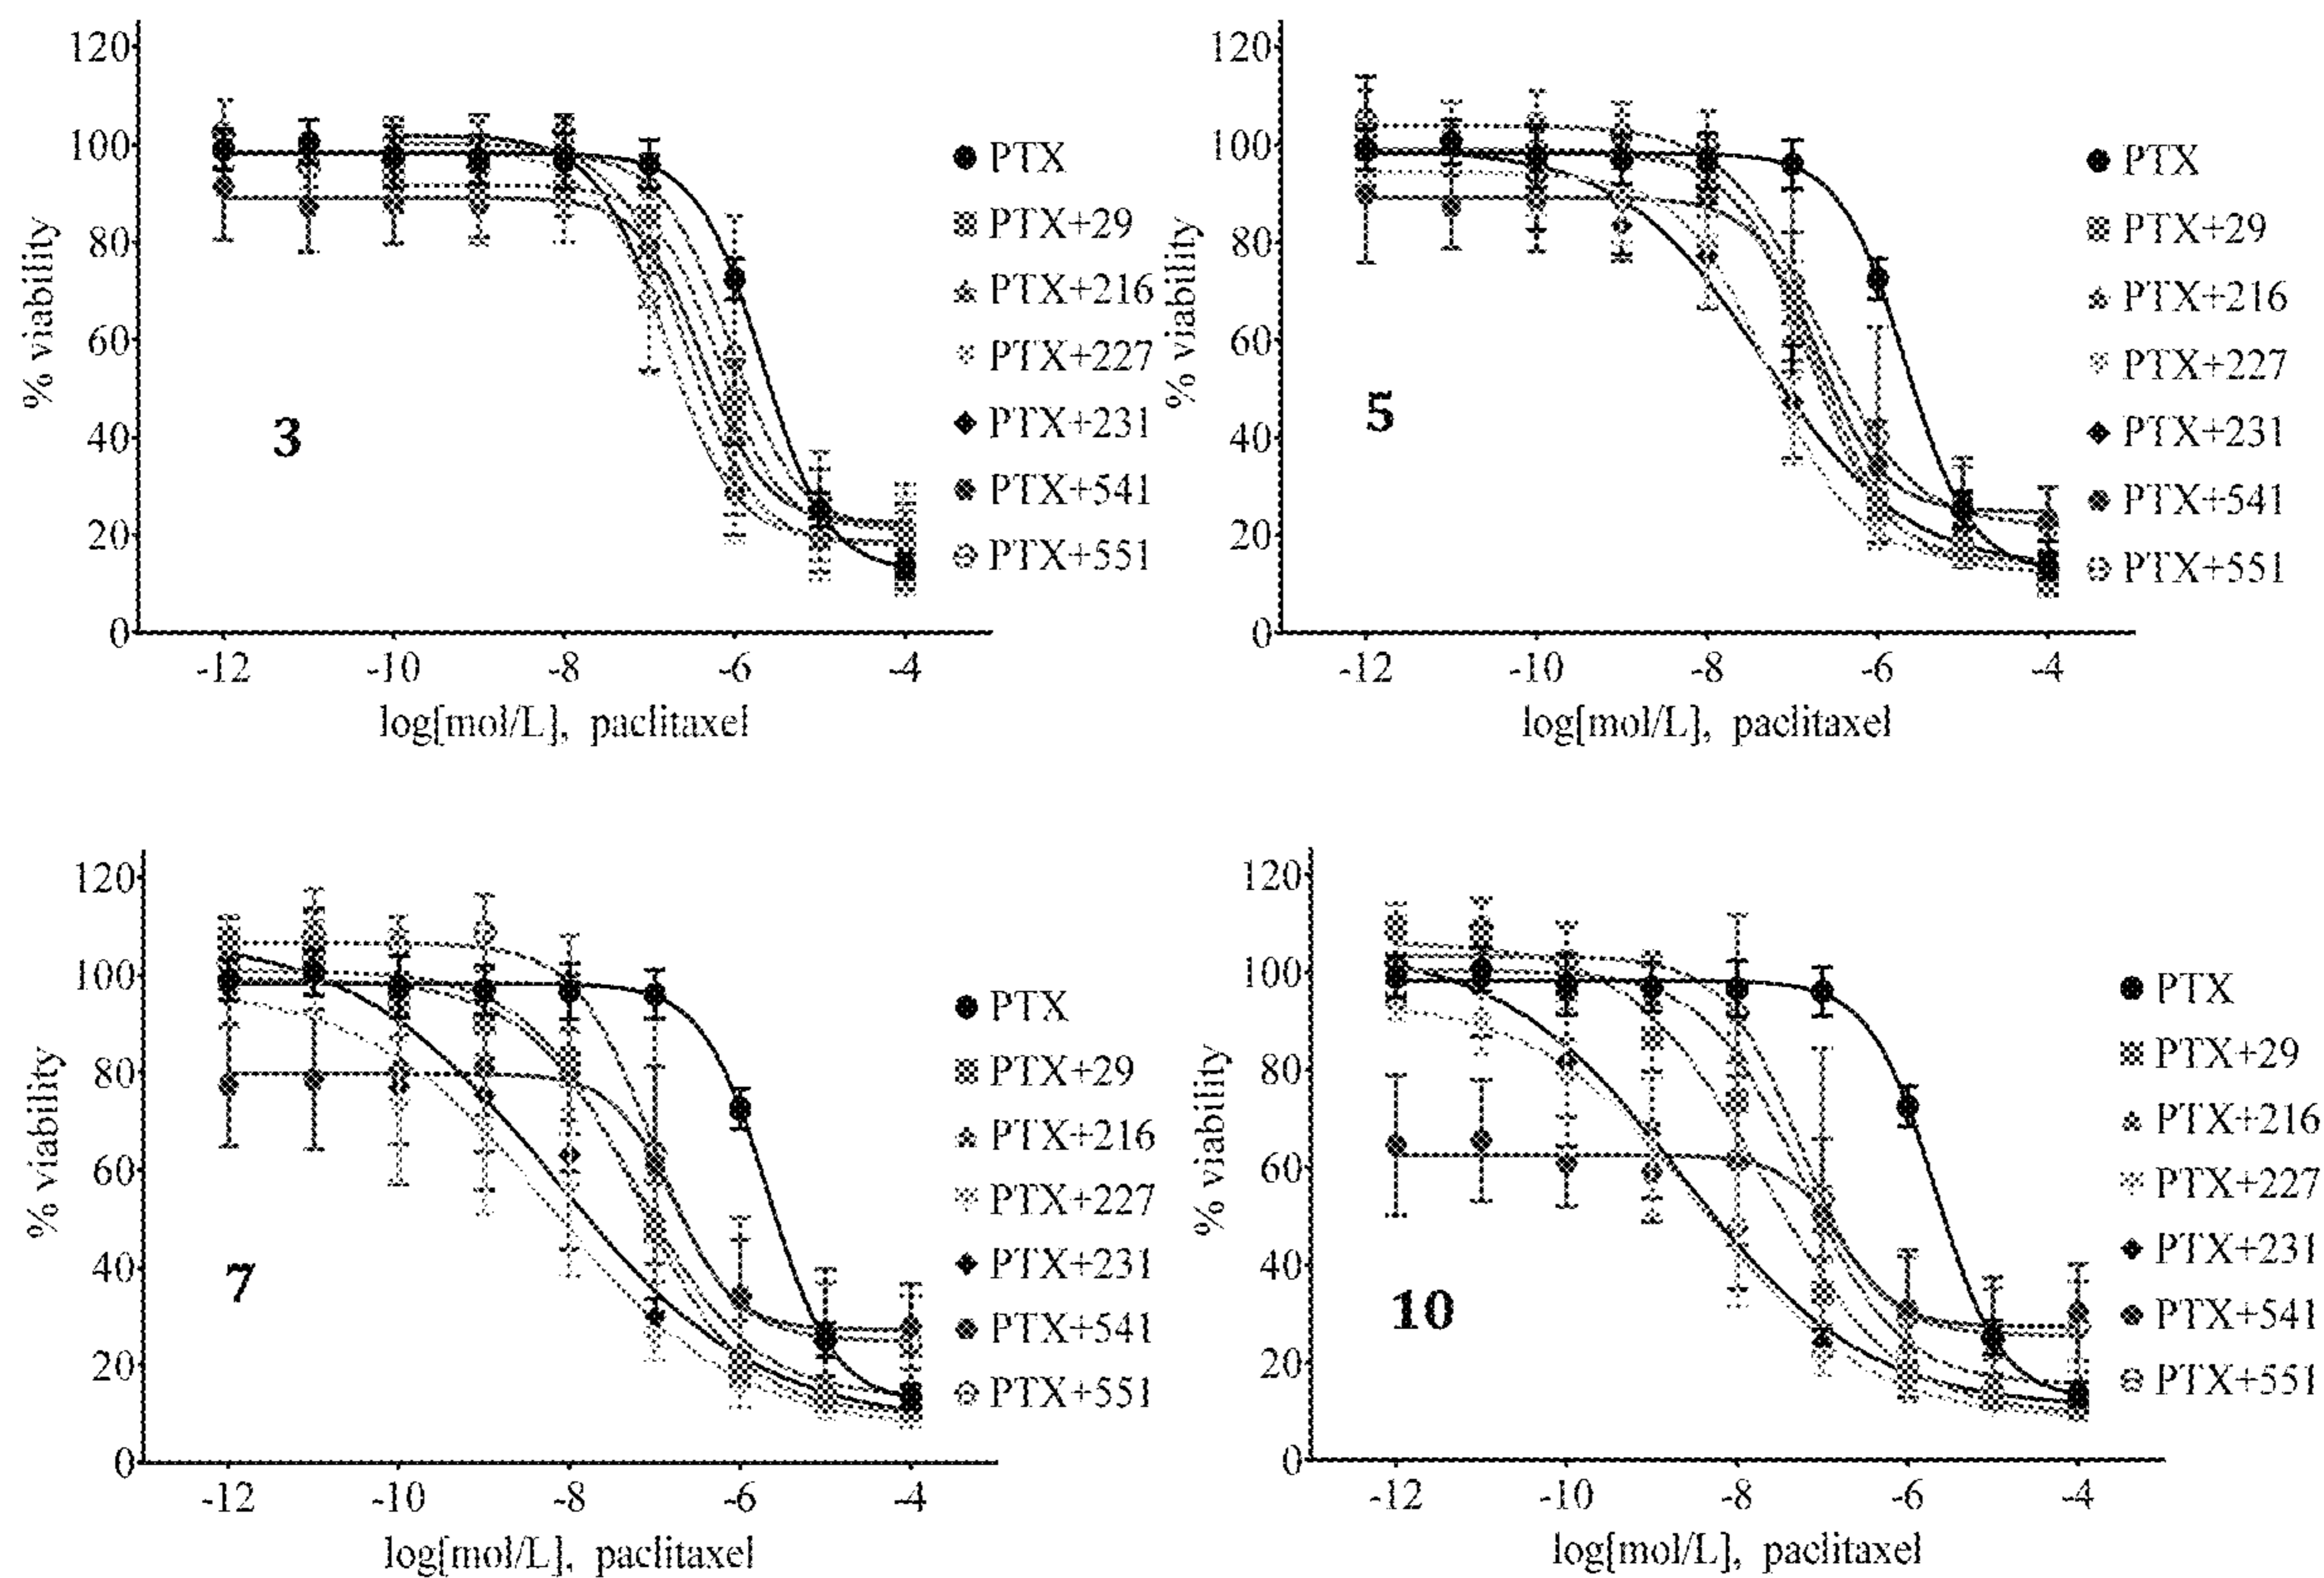 120
100
80
60
40
20
0
% viability
3
-12
-10
-8
-6
-4
log[mol/L], paclitaxel
PTX
PTX+29
PTX+216
PTX+227
PTX+231
PTX+541
PTX+551
120
100
80
60
40
20
0
% viability
5
-12
-10
-8
-6
-4
log[mol/L], paclitaxel
PTX
PTX+29
PTX+216
PTX+227
PTX+231
PTX+541
PTX+551
120
100
80
60
40
20
0
% viability
7
-12
-10
-8
-6
-4
log[mol/L], paclitaxel
PTX
PTX+29
PTX+216
PTX+227
PTX+231
PTX+541
PTX+551
120
100
80
60
40
20
0
% viability
10
-12
-10
-8
-6
-4
log[mol/L], paclitaxel
PTX
PTX+29
PTX+216
PTX+227
PTX+231
PTX+541
PTX+551